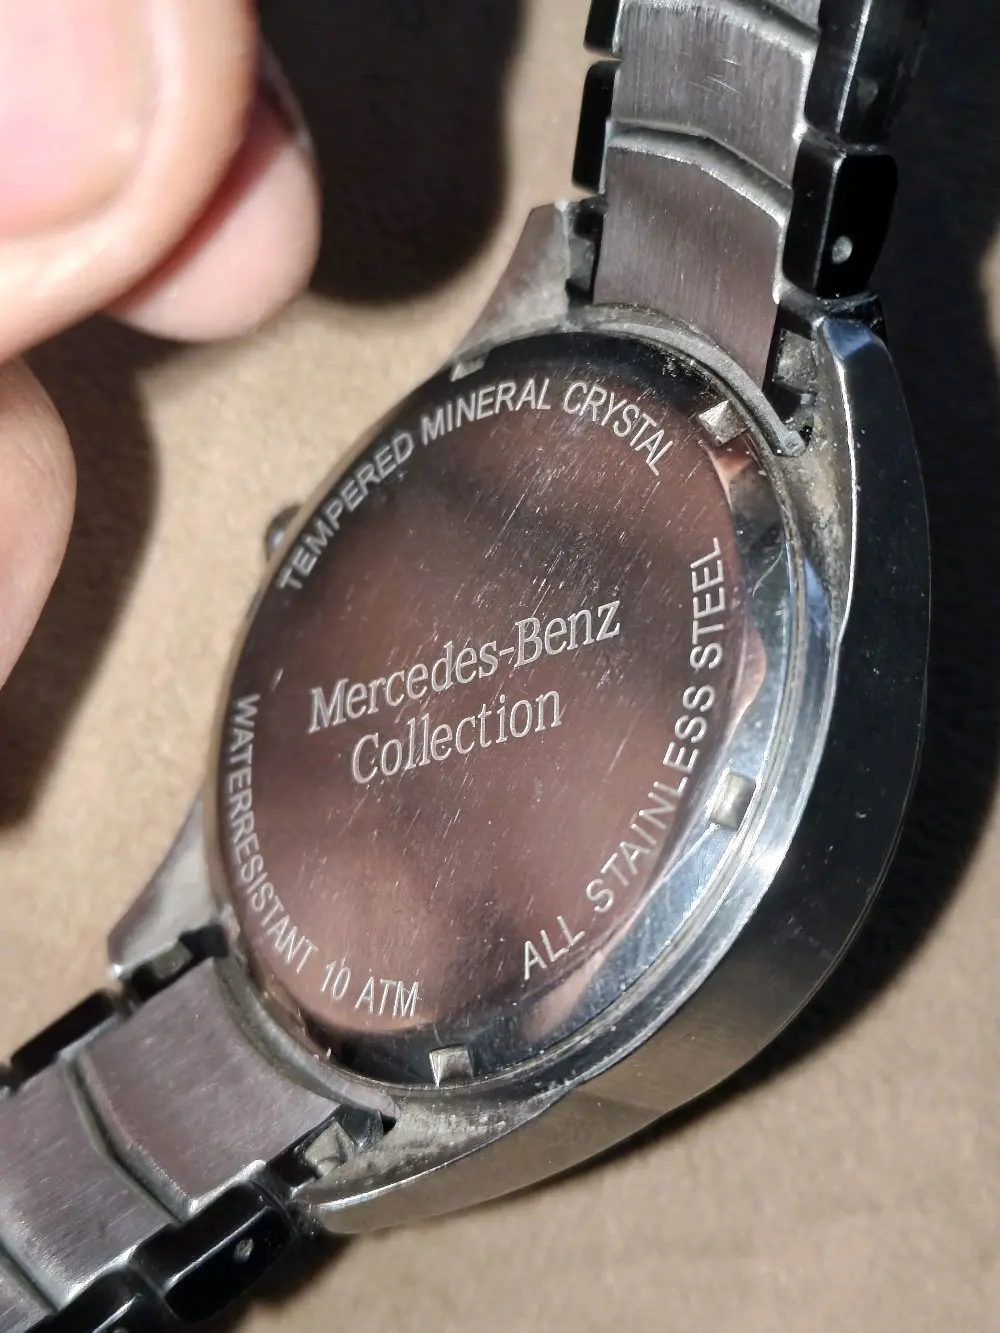 TEMPERED MINERAL CRYSTAL
Mercedes-Benz
Collection
ALL STAINLESS STEEL
WATERRESISTANT 10 ATM